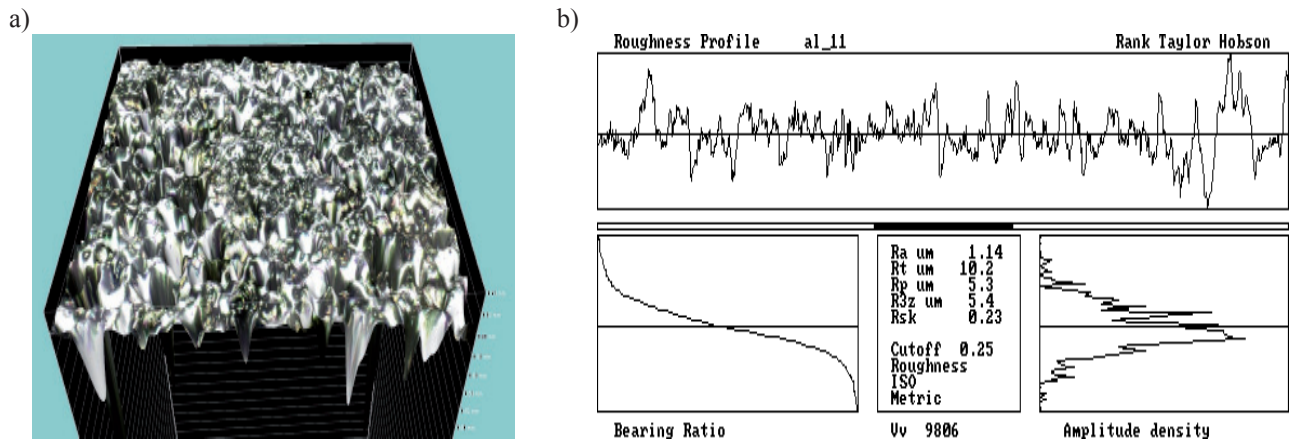 a)
b)
Roughness Profile al_11 Rank Taylor Hobson
Ra um 1.14
Rt um 10.2
Rp um 5.3
R3z um 5.4
Rsk 0.23
Cutoff 0.25
Roughness
ISO
Metric
Bearing Ratio Vv 9806 Amplitude density